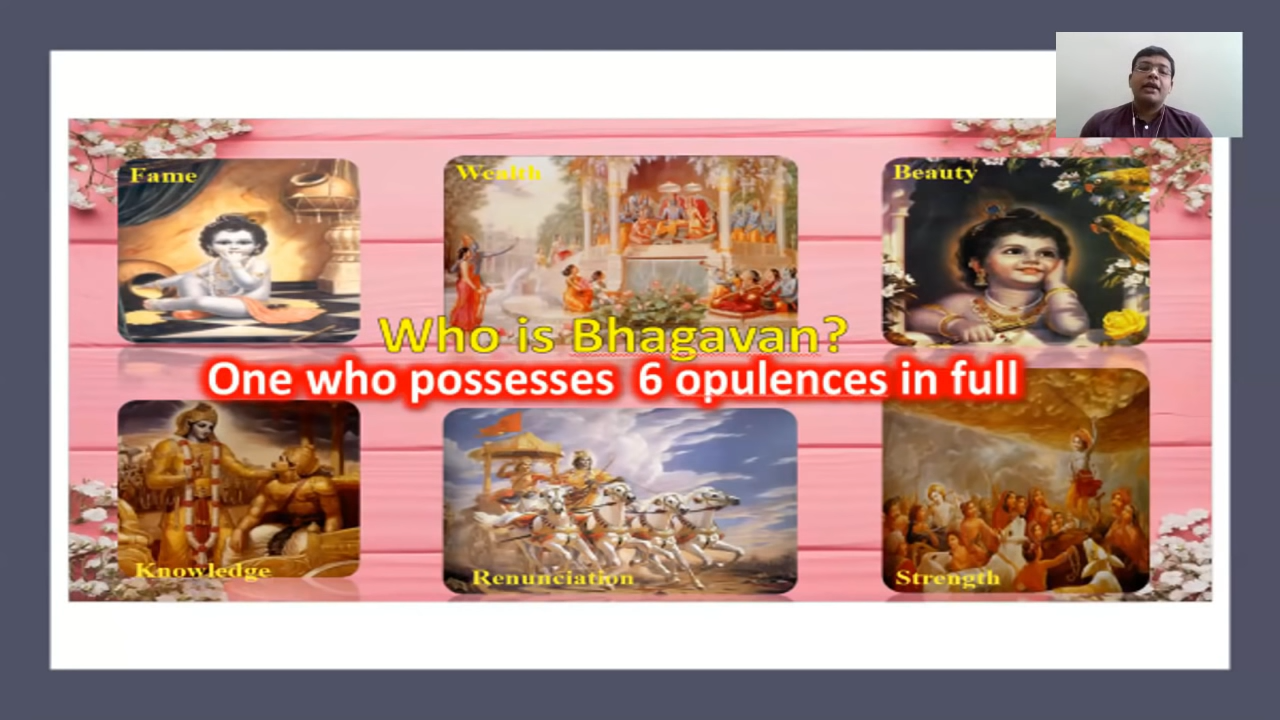 Fame
Wealth
Beauty
Who is Bhagavan?
One who possesses 6 opulences in full
Knowledge
Renunciation
Strength